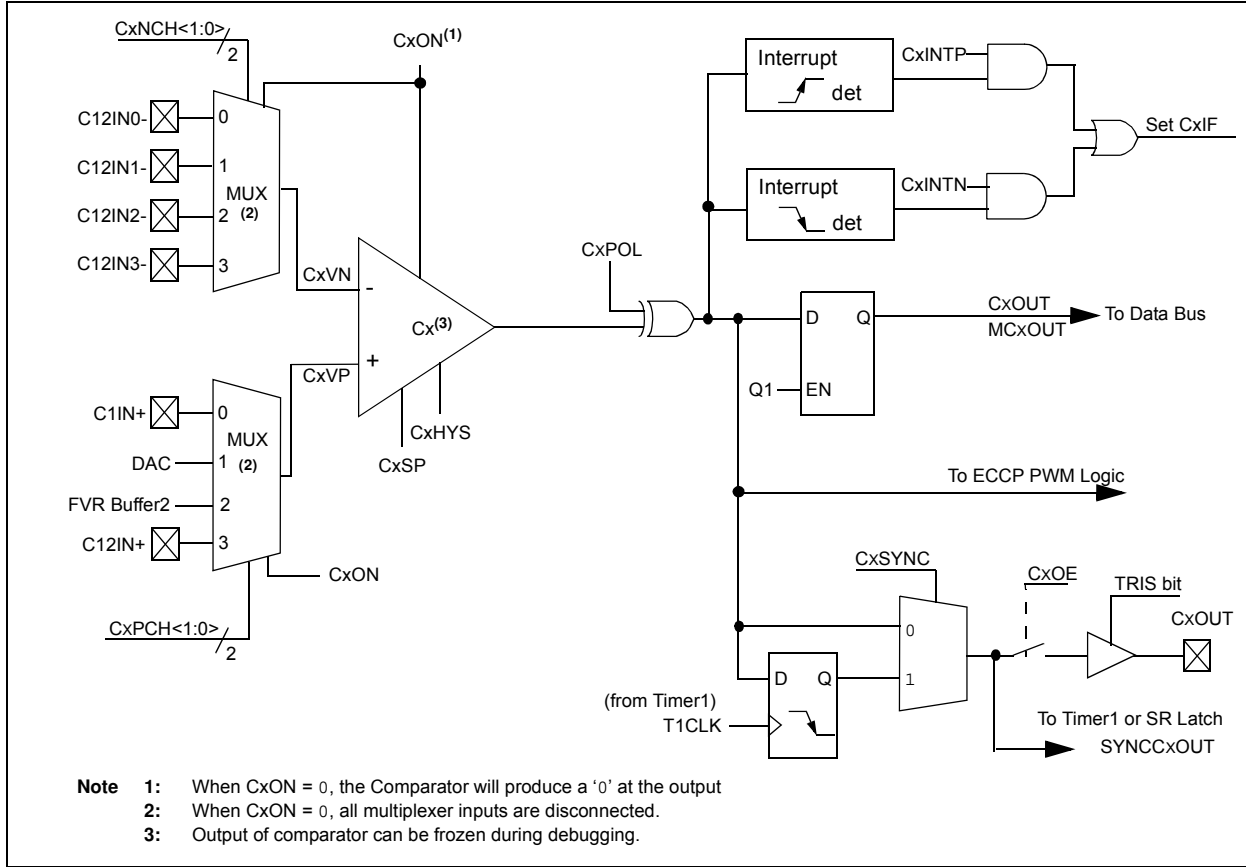 CxNCH<1:0>
2
CxON(1)
C12IN0-
C12IN1-
C12IN2-
C12IN3-
0
1
2
3
MUX
(2)
CxVN
-
Cx(3)
+
CxVP
CxHYS
CxSP
C1IN+
DAC
FVR Buffer2
C12IN+
0
1
2
3
MUX
(2)
CxON
CxPCH<1:0>
2
CxPOL
Interrupt
det
CxINTP
Interrupt
det
CxINTN
Set CxIF
D Q
Q1
EN
CxOUT
MCxOUT
To Data Bus
To ECCP PWM Logic
CxSYNC
0
1
D Q
(from Timer1)
T1CLK
CxOE
TRIS bit
CxOUT
To Timer1 or SR Latch
SYNCCxOUT
Note 1: When CxON = 0, the Comparator will produce a ‘0’ at the output
2: When CxON = 0, all multiplexer inputs are disconnected.
3: Output of comparator can be frozen during debugging.